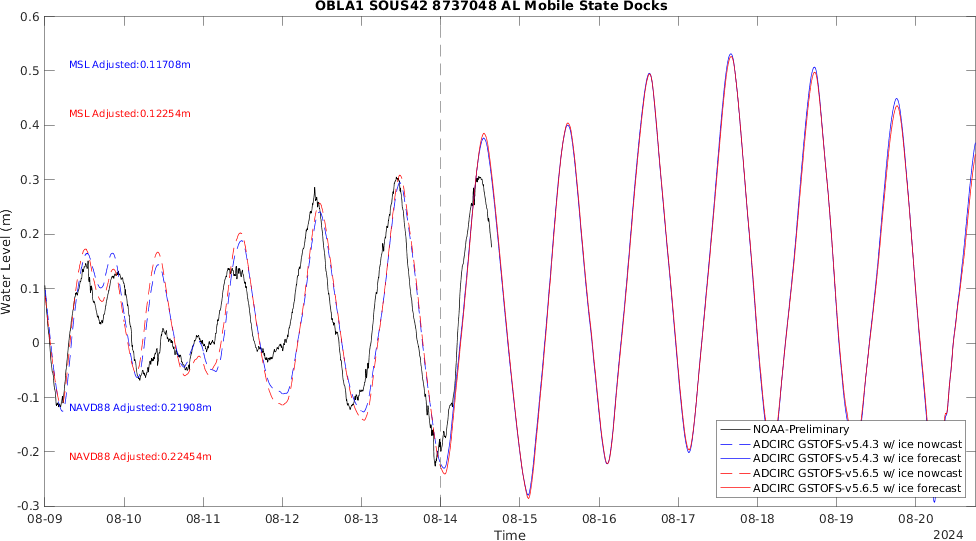 OBLA1 SOUS42 8737048 AL Mobile State Docks
0.6
0.5
0.4
0.3
0.2
0.1
0
-0.1
-0.2
-0.3
Water Level (m)
MSL Adjusted:0.11708m
MSL Adjusted:0.12254m
NAVD88 Adjusted:0.21908m
NAVD88 Adjusted:0.22454m
NOAA-Preliminary
ADCIRC GSTOFS-v5.4.3 w/ ice nowcast
ADCIRC GSTOFS-v5.4.3 w/ ice forecast
ADCIRC GSTOFS-v5.6.5 w/ ice nowcast
ADCIRC GSTOFS-v5.6.5 w/ ice forecast
08-09 08-10 08-11 08-12 08-13 08-14 08-15 08-16 08-17 08-18 08-19 08-20
Time
2024